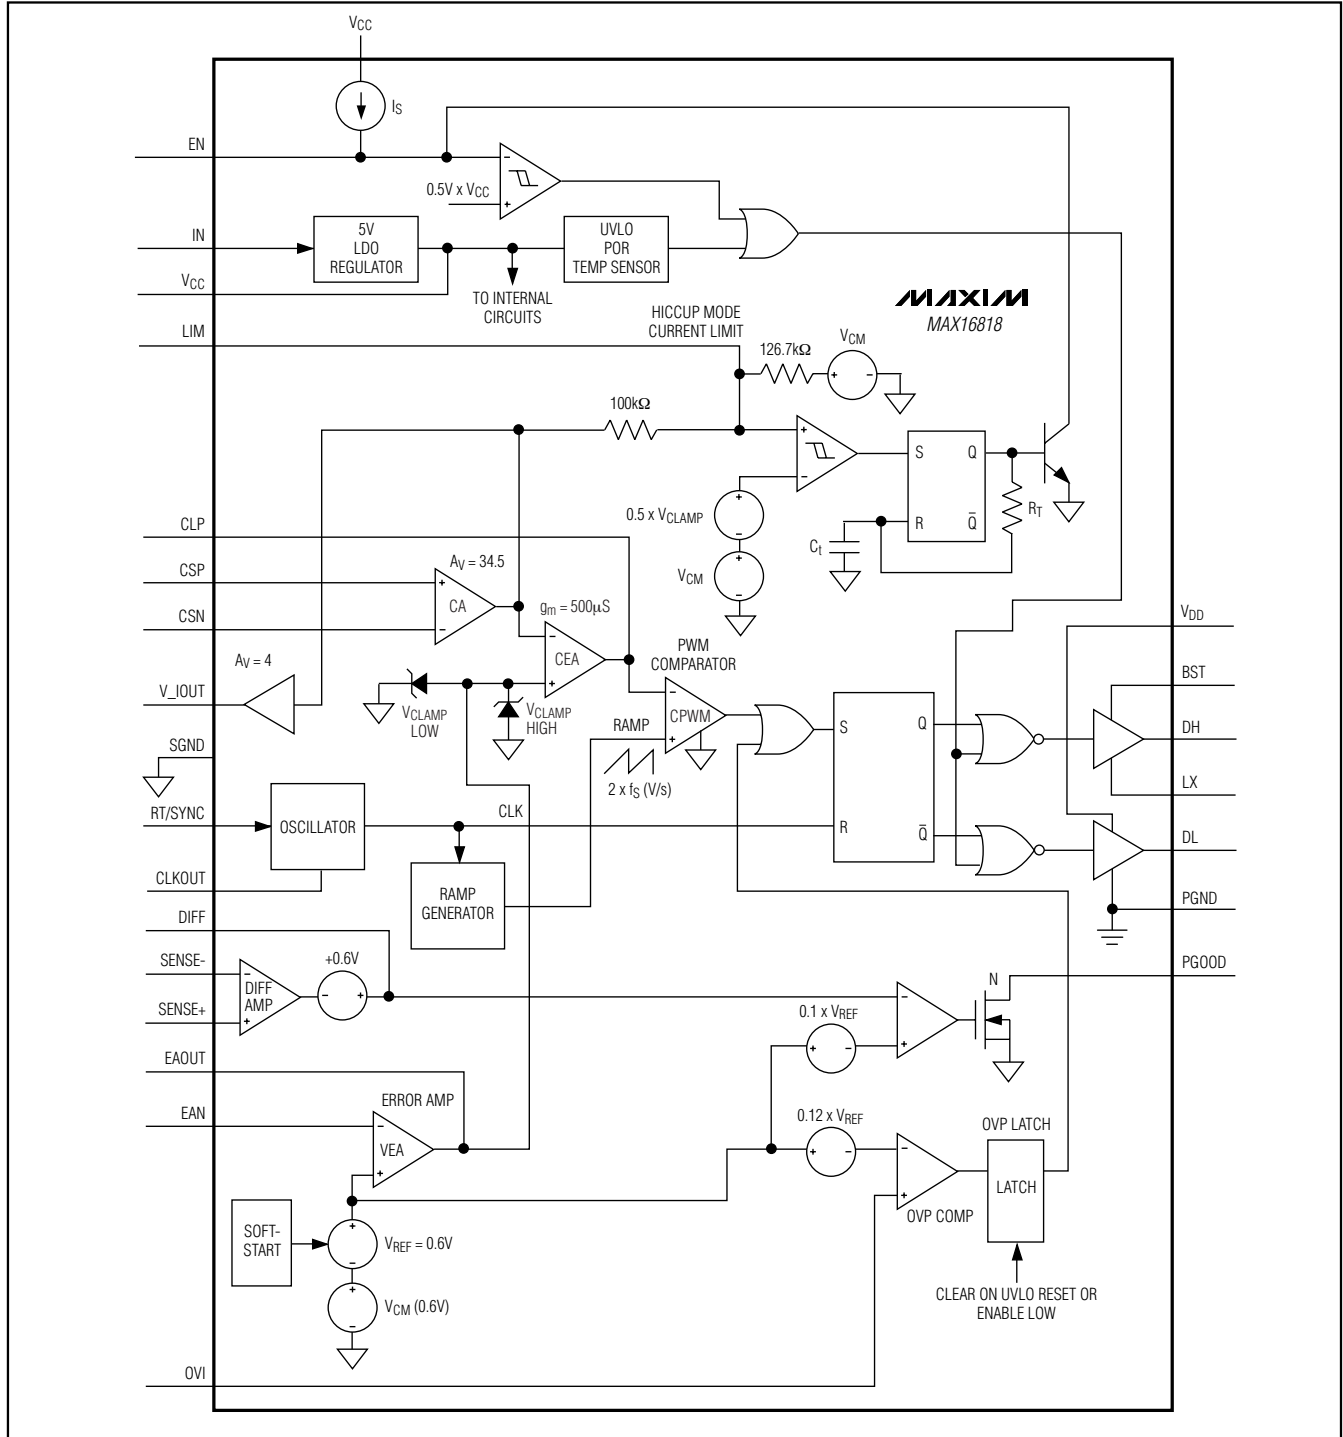 VCC
IS
EN
0.5V x VCC
-
+
IN
5V
LDO
REGULATOR
UVLO
POR
TEMP SENSOR
VCC
TO INTERNAL
CIRCUITS
MAXIM
MAX16818
LIM
HICCUP MODE
CURRENT LIMIT
126.7kΩ
VCM
+ -
100kΩ
+
-
S Q
R Q̅
RT
Ct
0.5 x VCLAMP
+
-
VCM
+
-
CLP
CSP
CSN
AV = 34.5
+
CA
-
gm = 500µS
-
CEA
+
PWM
COMPARATOR
-
CPWM
+
AV = 4
V_IOUT
VCLAMP
LOW
VCLAMP
HIGH
RAMP
2 x fS (V/s)
SGND
RT/SYNC
OSCILLATOR
CLK
CLKOUT
RAMP
GENERATOR
S Q
R Q̅
VDD
BST
DH
LX
DL
PGND
PGOOD
DIFF
SENSE-
SENSE+
-
DIFF
AMP
+
+0.6V
- +
N
0.1 x VREF
+ -
-
+
EAOUT
EAN
ERROR AMP
-
VEA
+
0.12 x VREF
+ -
-
+
OVP COMP
OVP LATCH
LATCH
CLEAR ON UVLO RESET OR
ENABLE LOW
SOFT-
START
+
-
VREF = 0.6V
+
-
VCM (0.6V)
OVI